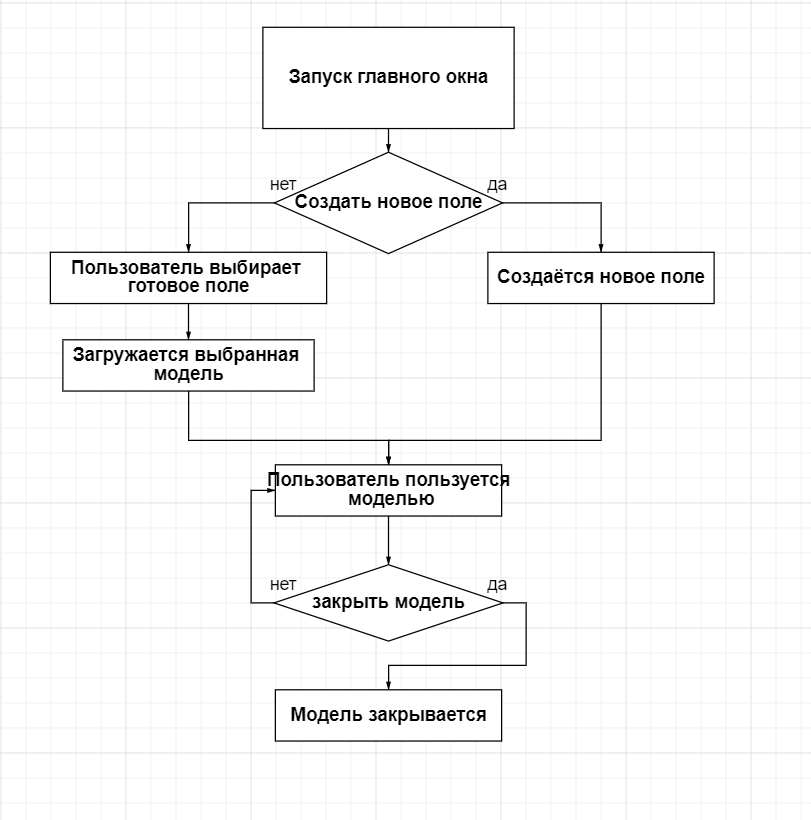 Запуск главного окна
нет
да
Создать новое поле
Пользователь выбирает
готовое поле
Создаётся новое поле
Загружается выбранная
модель
Пользователь пользуется
моделью
нет
да
закрыть модель
Модель закрывается